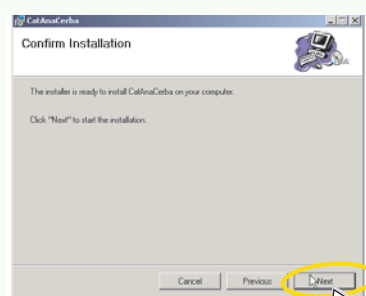 CatAnaCerba
Confirm Installation
The installer is ready to install CatAnaCerba on your computer.
Click "Next" to start the installation.
Cancel Previous Next